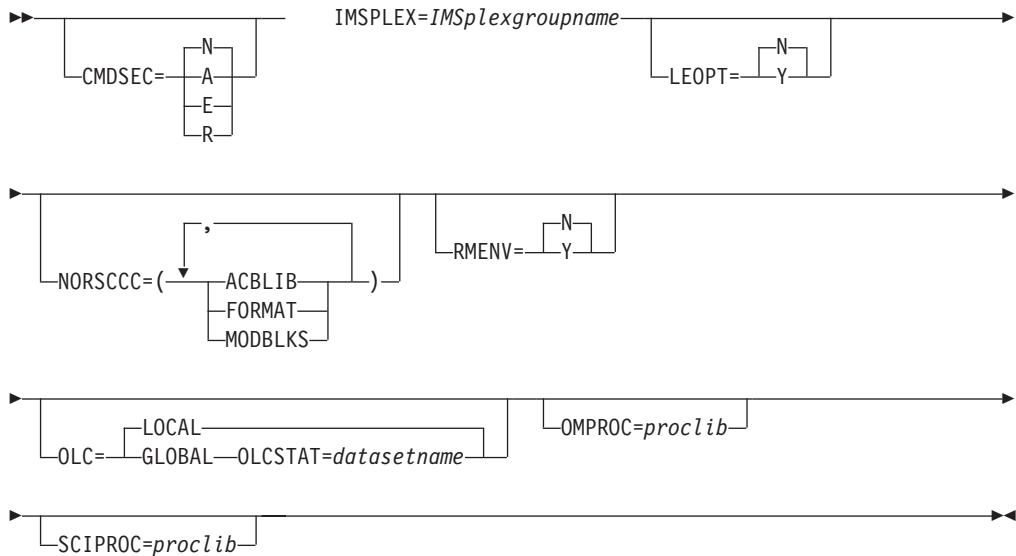 IMSPLEX=IMSplexgroupname
CMDSEC=
N
A
E
R
LEOPT=
N
Y
NORSCCC=(
,
ACBLIB
FORMAT
MODBLKS
)
RMENV=
N
Y
OLC=
LOCAL
GLOBAL OLCSTAT=datasetname
OMPROC=proclib
SCIPROC=proclib